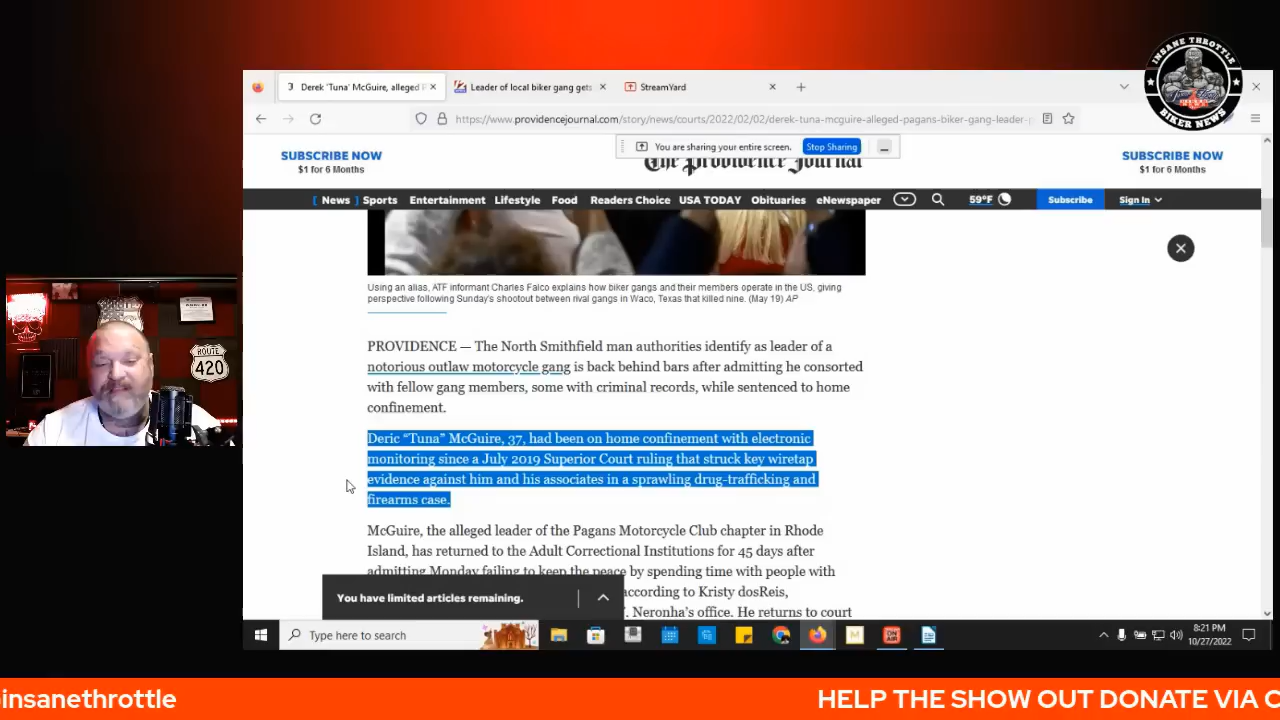 INSANE THROTTLE
BIKER NEWS
3 Derek 'Tuna' McGuire, alleged
Leader of local biker gang gets
StreamYard
https://www.providencejournal.com/story/news/courts/2022/02/02/derek-tuna-mcguire-alleged-pagans-biker-gang-leader-
You are sharing your entire screen.
Stop Sharing
SUBSCRIBE NOW
$1 for 6 Months
The Providence Journal
SUBSCRIBE NOW
$1 for 6 Months
[ News ] Sports Entertainment Lifestyle Food Readers Choice USA TODAY Obituaries eNewspaper 59°F Subscribe Sign In
Using an alias, ATF informant Charles Falco explains how biker gangs and their members operate in the US, giving
perspective following Sunday's shootout between rival gangs in Waco, Texas that killed nine. (May 19) AP
PROVIDENCE — The North Smithfield man authorities identify as leader of a
notorious outlaw motorcycle gang is back behind bars after admitting he consorted
with fellow gang members, some with criminal records, while sentenced to home
confinement.
Deric “Tuna” McGuire, 37, had been on home confinement with electronic
monitoring since a July 2019 Superior Court ruling that struck key wiretap
evidence against him and his associates in a sprawling drug-trafficking and
firearms case.
McGuire, the alleged leader of the Pagans Motorcycle Club chapter in Rhode
Island, has returned to the Adult Correctional Institutions for 45 days after
admitting Monday failing to keep the peace by spending time with people with
according to Kristy dosReis,
. Neronha's office. He returns to court
You have limited articles remaining.
ROUTE
420
Type here to search
8:21 PM
10/27/2022
insanethrottle
HELP THE SHOW OUT DONATE VIA C